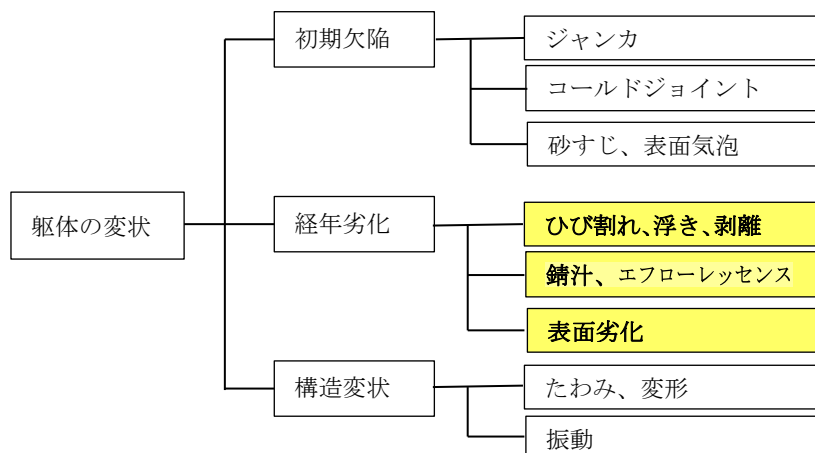 躯体の変状
初期欠陥
ジャンカ
コールドジョイント
砂すじ、表面気泡
経年劣化
ひび割れ、浮き、剥離
錆汁、エフローレッセンス
表面劣化
構造変状
たわみ、変形
振動